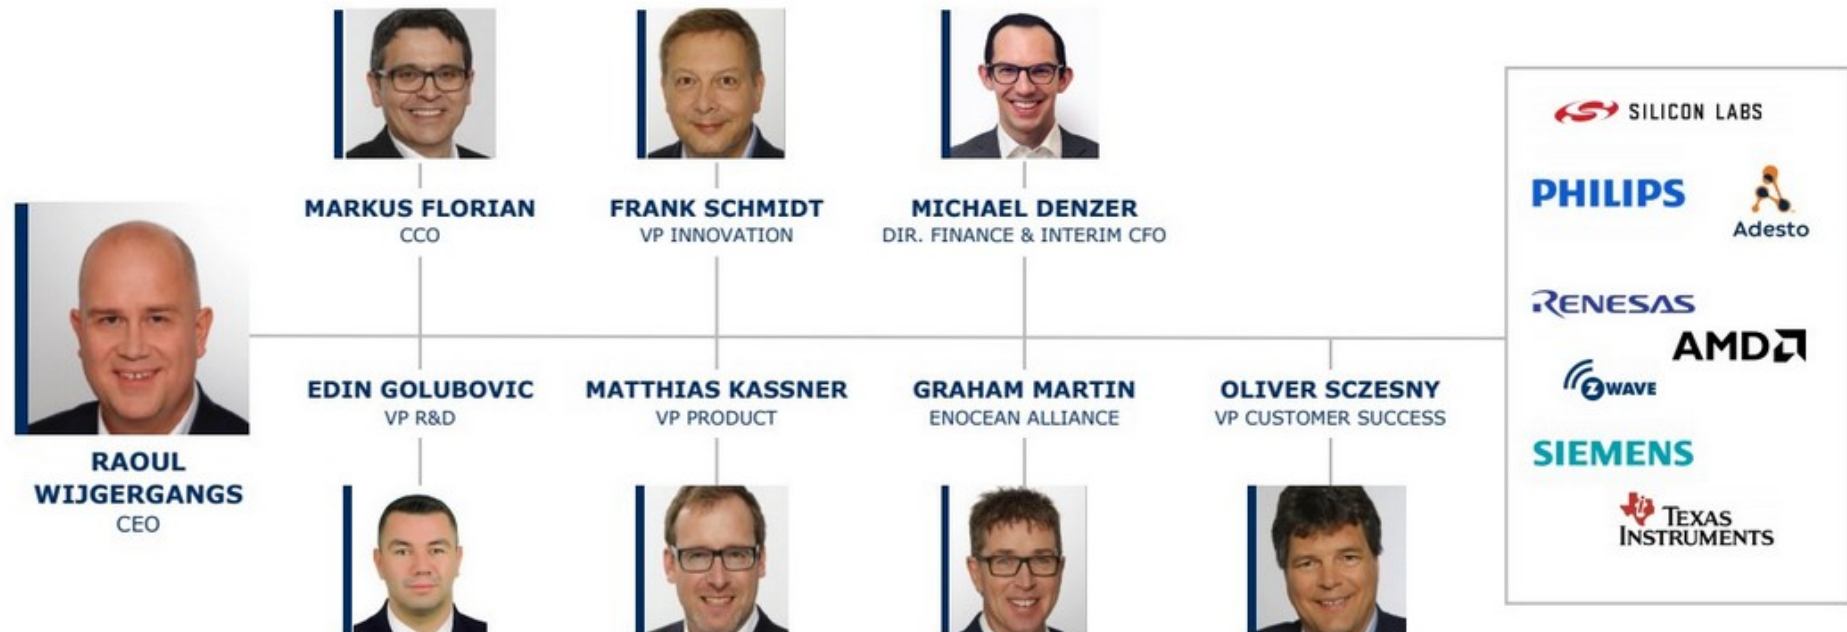 MARKUS FLORIAN
CCO
FRANK SCHMIDT
VP INNOVATION
MICHAEL DENZER
DIR. FINANCE & INTERIM CFO
RAOUL
WIJGERGANGS
CEO
EDIN GOLUBOVIC
VP R&D
MATTHIAS KASSNER
VP PRODUCT
GRAHAM MARTIN
ENOCEAN ALLIANCE
OLIVER SCZESNY
VP CUSTOMER SUCCESS
SILICON LABS
PHILIPS
Adesto
RENESAS
AMD
Z WAVE
SIEMENS
TEXAS
INSTRUMENTS